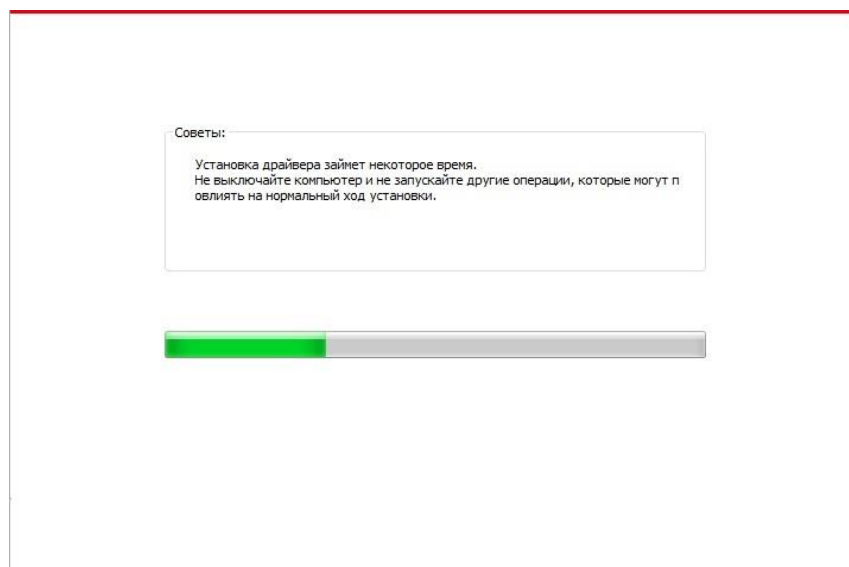 Советы:
Установка драйвера займет некоторое время.
Не выключайте компьютер и не запускайте другие операции, которые могут п
овлиять на нормальный ход установки.